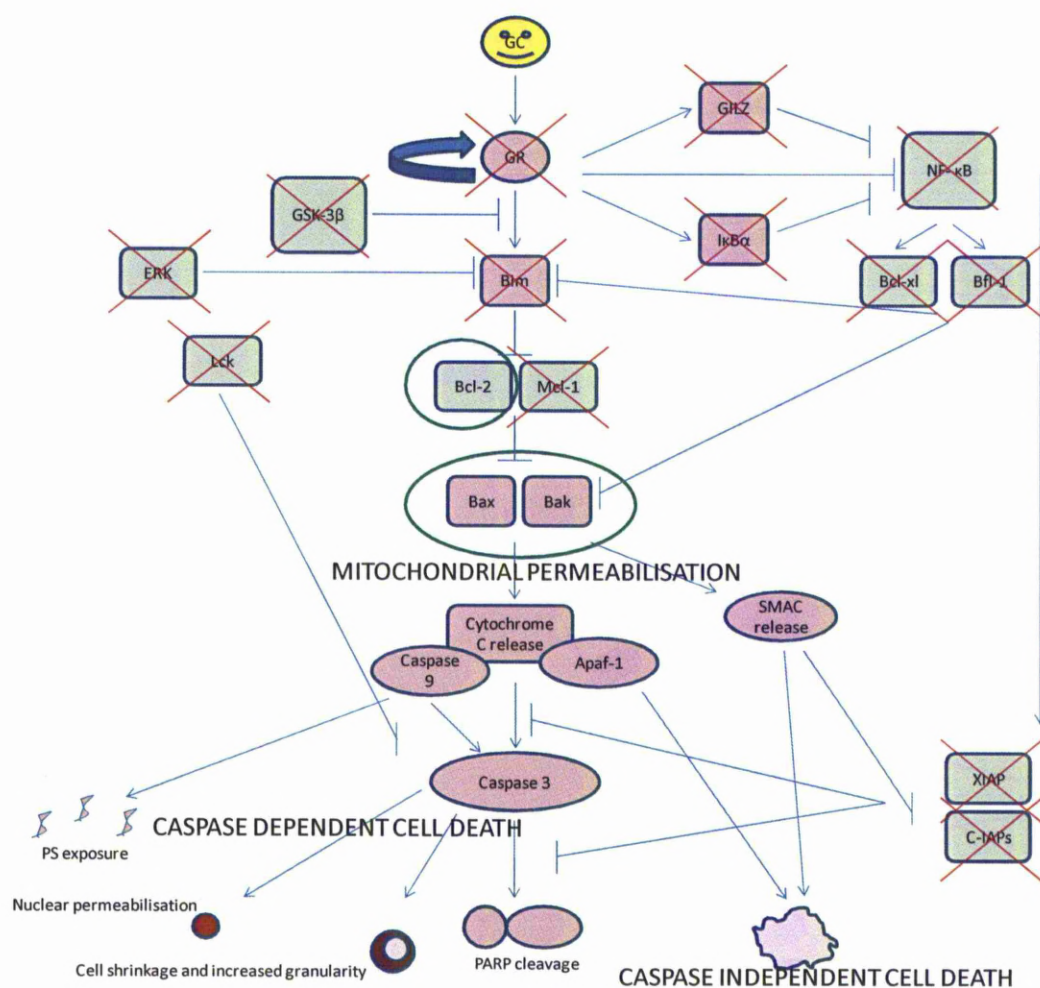 GC
GR
GILZ
NF-κB
GSK-3β
IκBα
ERK
Bim
Bcl-xl
Bfl-1
Lck
Bcl-2
Mcl-1
Bax
Bak
MITOCHONDRIAL PERMEABILISATION
Cytochrome
C release
SMAC
release
Caspase
9
Apaf-1
Caspase 3
XIAP
C-IAPs
CASPASE DEPENDENT CELL DEATH
PS exposure
Nuclear permeabilisation
Cell shrinkage and increased granularity
PARP cleavage
CASPASE INDEPENDENT CELL DEATH